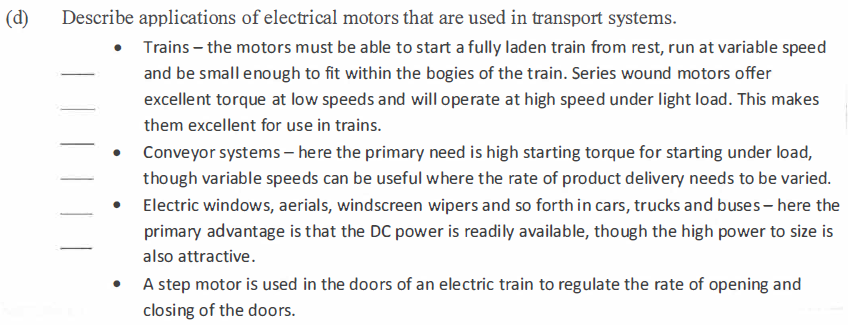 (d) Describe applications of electrical motors that are used in transport systems.
• Trains – the motors must be able to start a fully laden train from rest, run at variable speed
and be small enough to fit within the bogies of the train. Series wound motors offer
excellent torque at low speeds and will operate at high speed under light load. This makes
them excellent for use in trains.
• Conveyor systems – here the primary need is high starting torque for starting under load,
though variable speeds can be useful where the rate of product delivery needs to be varied.
• Electric windows, aerials, windscreen wipers and so forth in cars, trucks and buses – here the
primary advantage is that the DC power is readily available, though the high power to size is
also attractive.
• A step motor is used in the doors of an electric train to regulate the rate of opening and
closing of the doors.